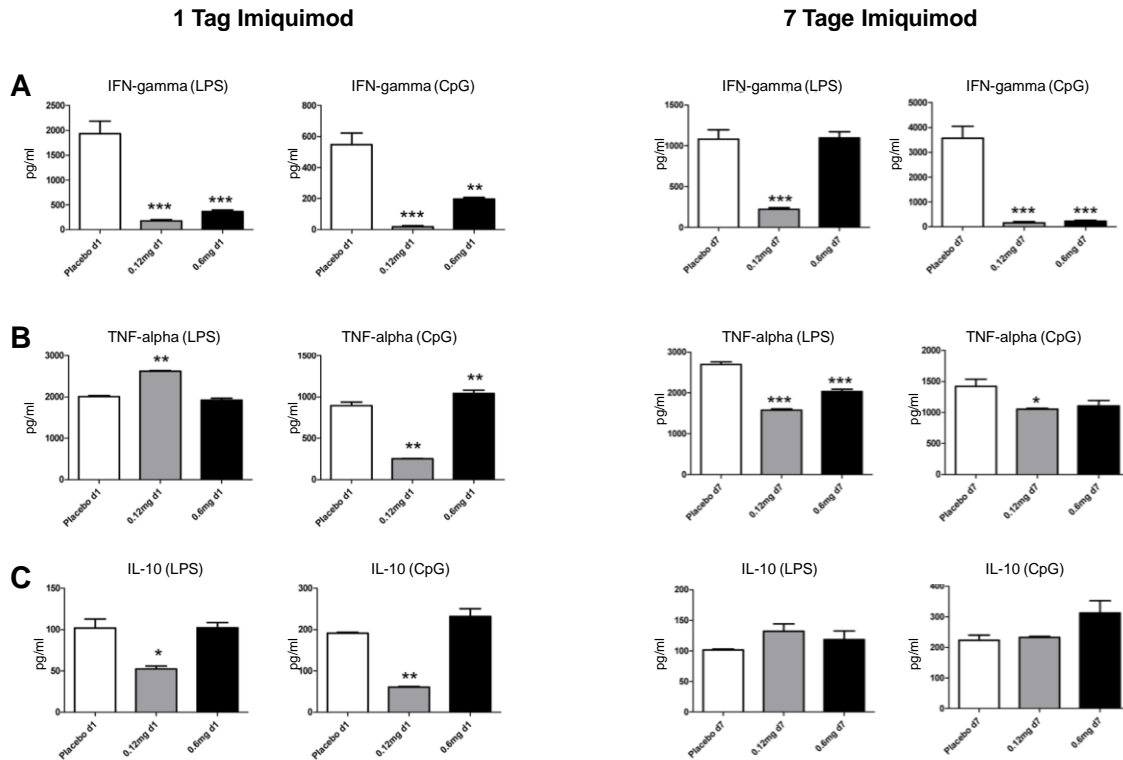 1 Tag Imiquimod
7 Tage Imiquimod
A
IFN-gamma (LPS)
pg/ml
2500
2000
1500
1000
500
0
***
***
Placebo d1
0.12mg d1
0.6mg d1
IFN-gamma (CpG)
800
600
400
200
0
***
**
Placebo d1
0.12mg d1
0.6mg d1
IFN-gamma (LPS)
pg/ml
1500
1000
500
0
***
Placebo d7
0.12mg d7
0.6mg d7
IFN-gamma (CpG)
5000
4000
3000
2000
1000
0
***
***
Placebo d7
0.12mg d7
0.6mg d7
B
TNF-alpha (LPS)
pg/ml
3000
2000
1000
0
**
Placebo d1
0.12mg d1
0.6mg d1
TNF-alpha (CpG)
pg/ml
1500
1000
500
0
**
**
Placebo d1
0.12mg d1
0.6mg d1
TNF-alpha (LPS)
pg/ml
3000
2000
1000
0
***
***
Placebo d7
0.12mg d7
0.6mg d7
TNF-alpha (CpG)
pg/ml
2000
1500
1000
500
0
*
Placebo d7
0.12mg d7
0.6mg d7
C
IL-10 (LPS)
pg/ml
150
100
50
0
*
Placebo d1
0.12mg d1
0.6mg d1
IL-10 (CpG)
pg/ml
300
200
100
0
**
Placebo d1
0.12mg d1
0.6mg d1
IL-10 (LPS)
pg/ml
200
150
100
50
0
Placebo d7
0.12mg d7
0.6mg d7
IL-10 (CpG)
pg/ml
400
300
200
100
0
Placebo d7
0.12mg d7
0.6mg d7